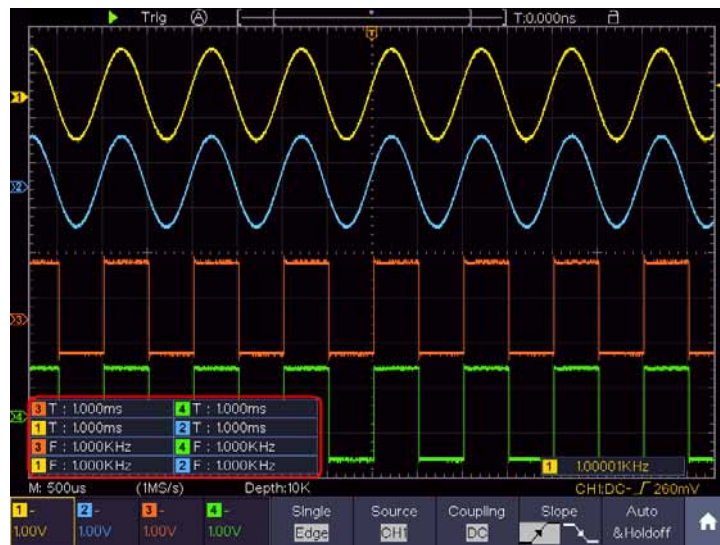 Trig A T:0.000ns
T
1
2
3
4
3 T : 1.000ms 4 T : 1.000ms
1 T : 1.000ms 2 T : 1.000ms
3 F : 1.000KHz 4 F : 1.000KHz
1 F : 1.000KHz 2 F : 1.000KHz
1 1.00001KHz
M: 500us (1MS/s) Depth:10K CH1:DC- 260mV
1 - 2 - 3 - 4 - Single Source Coupling Slope Auto
1.00V 1.00V 1.00V 1.00V Edge CH1 DC &Holdoff